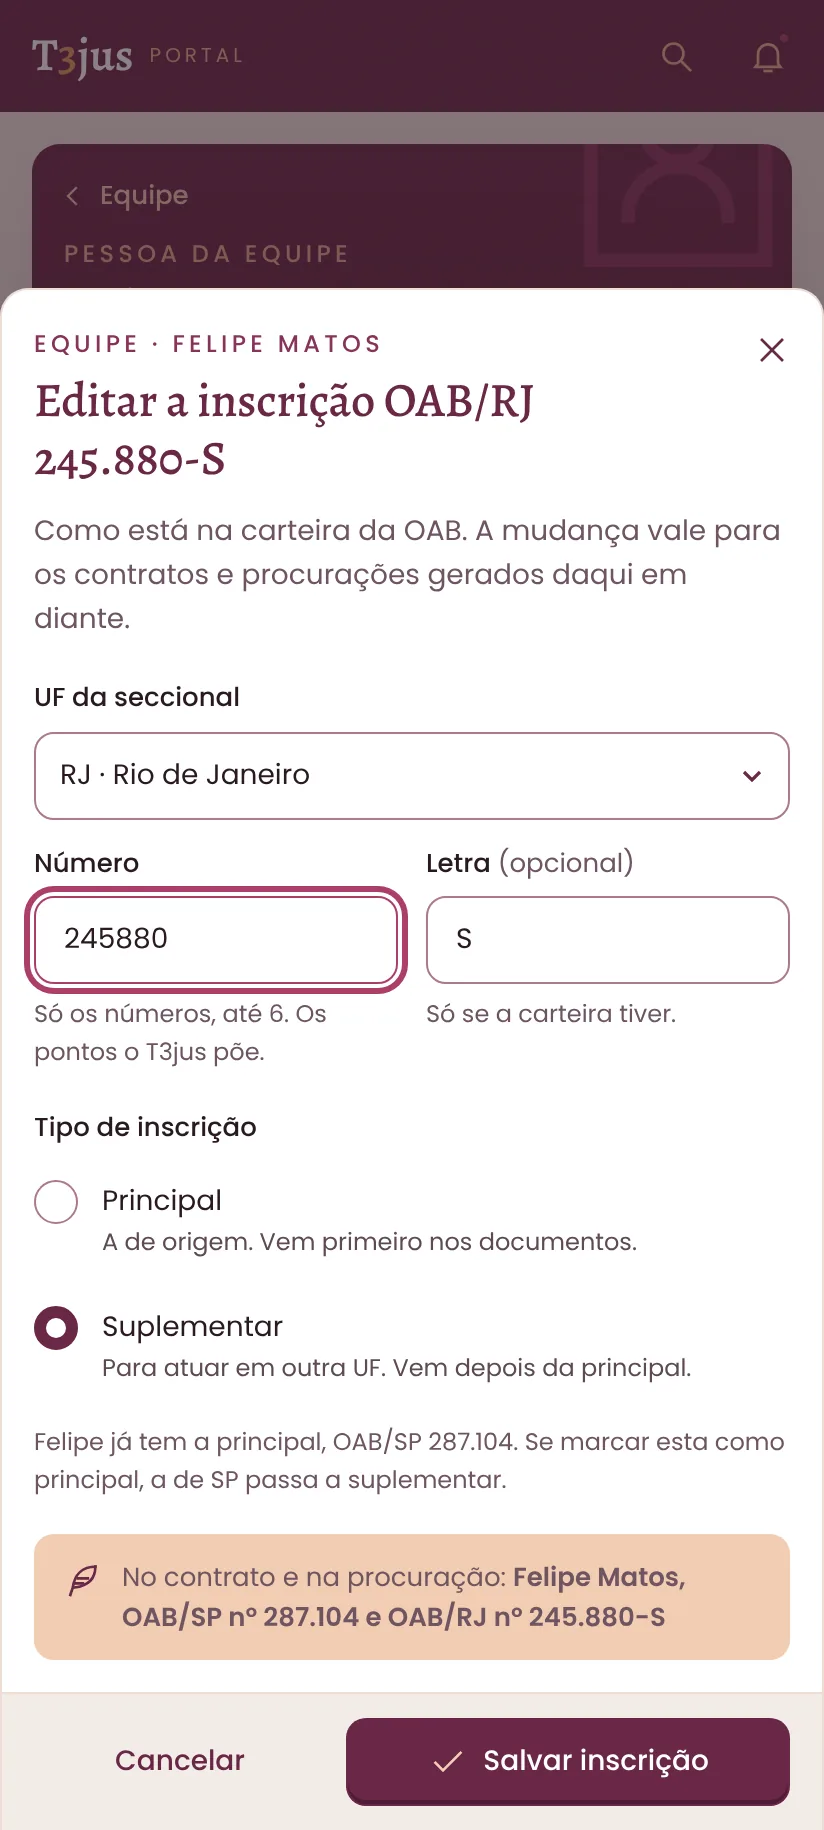 T3jus PORTAL
Equipe
PESSOA DA EQUIPE
EQUIPE · FELIPE MATOS
Editar a inscrição OAB/RJ
245.880-S
Como está na carteira da OAB. A mudança vale para
os contratos e procurações gerados daqui em
diante.
UF da seccional
RJ · Rio de Janeiro
Número
Letra (opcional)
245880
S
Só os números, até 6. Os
pontos o T3jus põe.
Só se a carteira tiver.
Tipo de inscrição
Principal
A de origem. Vem primeiro nos documentos.
Suplementar
Para atuar em outra UF. Vem depois da principal.
Felipe já tem a principal, OAB/SP 287.104. Se marcar esta como
principal, a de SP passa a suplementar.
No contrato e na procuração: Felipe Matos,
OAB/SP nº 287.104 e OAB/RJ nº 245.880-S
Cancelar
Salvar inscrição